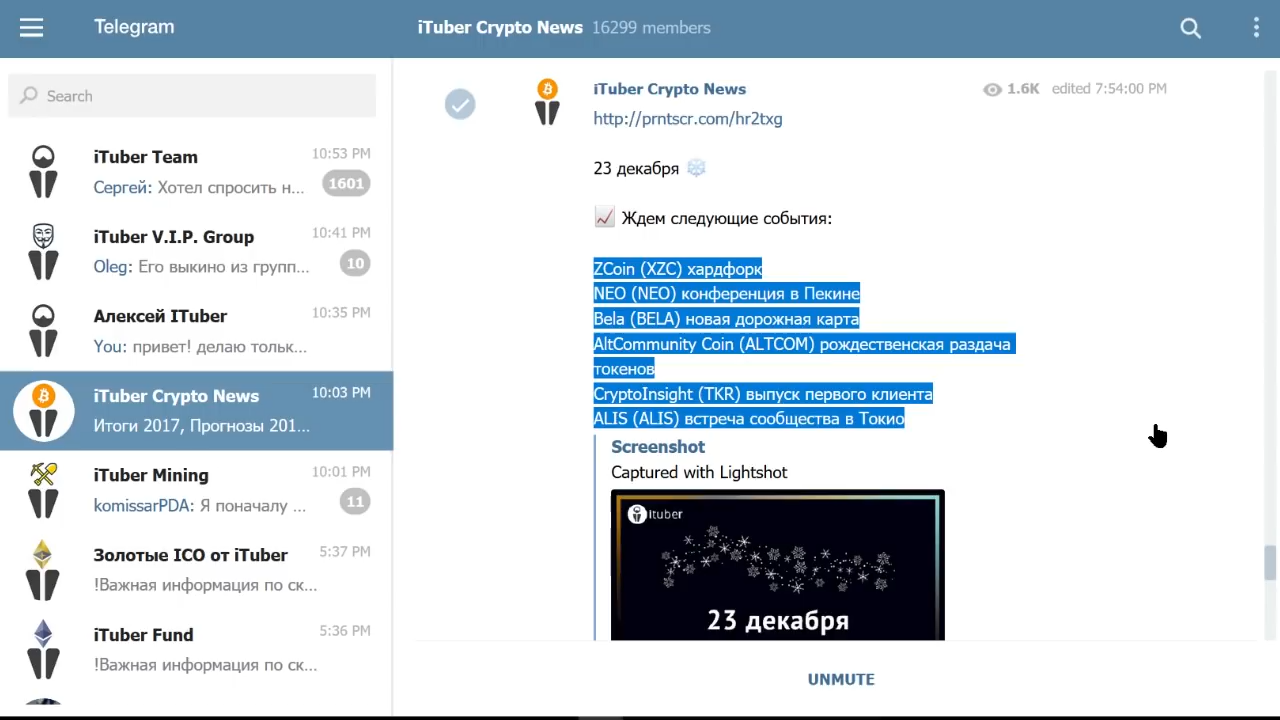 Telegram
iTuber Crypto News 16299 members
Search
iTuber Team 10:53 PM
Сергей: Хотел спросить н... 1601
iTuber V.I.P. Group 10:41 PM
Oleg: Его выкино из групп... 10
Алексей ITuber 10:35 PM
You: привет! делаю тольк...
iTuber Crypto News 10:03 PM
Итоги 2017, Прогнозы 201...
iTuber Mining 10:01 PM
komissarPDA: Я поначалу ... 11
Золотые ICO от iTuber 5:37 PM
!Важная информация по ск...
iTuber Fund 5:36 PM
!Важная информация по ск...
iTuber Crypto News 1.6K edited 7:54:00 PM
http://prntscr.com/hr2txg
23 декабря
Ждем следующие события:
ZCoin (XZC) хардфорк
NEO (NEO) конференция в Пекине
Bela (BELA) новая дорожная карта
AltCommunity Coin (ALTCOM) рождественская раздача
токенов
CryptoInsight (TKR) выпуск первого клиента
ALIS (ALIS) встреча сообщества в Токио
Screenshot
Captured with Lightshot
Ituber
23 декабря
UNMUTE